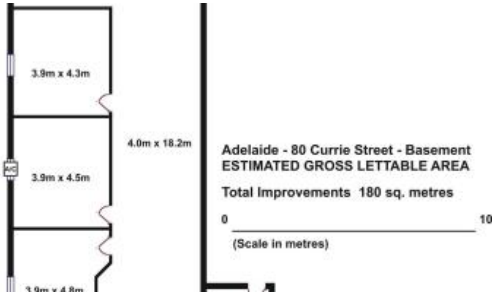 3.9m x 4.3m
4.0m x 18.2m
Adelaide - 80 Currie Street - Basement
ESTIMATED GROSS LETTABLE AREA
A/C
3.9m x 4.5m
Total Improvements 180 sq. metres
0 10
(Scale in metres)
3.9m x 4.8m